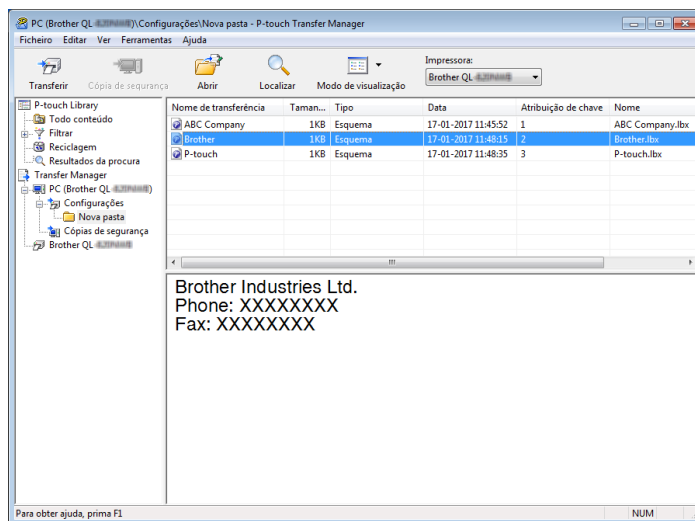 PC (Brother QL )\Configurações\Nova pasta - P-touch Transfer Manager
Ficheiro Editar Ver Ferramentas Ajuda
Transferir Cópia de segurança Abrir Localizar Modo de visualização
Impressora:
Brother QL
P-touch Library
Todo conteúdo
Filtrar
Reciclagem
Resultados da procura
Transfer Manager
PC (Brother QL )
Configurações
Nova pasta
Cópias de segurança
Brother QL
Nome de transferência Taman... Tipo Data Atribuição de chave Nome
ABC Company 1KB Esquema 17-01-2017 11:45:52 1 ABC Company.lbx
Brother 1KB Esquema 17-01-2017 11:48:15 2 Brother.lbx
P-touch 1KB Esquema 17-01-2017 11:48:35 3 P-touch.lbx
Brother Industries Ltd.
Phone: XXXXXXXX
Fax: XXXXXXXX
Para obter ajuda, prima F1
NUM